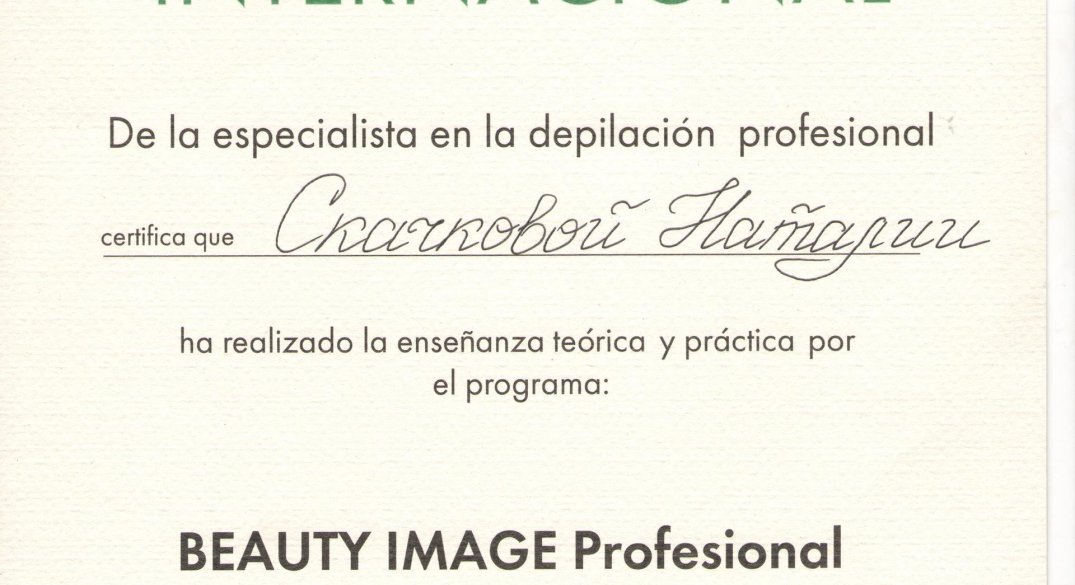 INTERNACIONAL
De la especialista en la depilación profesional
certifica que Скачковой Наталии
ha realizado la enseñanza teórica y práctica por
el programa:
BEAUTY IMAGE Profesional